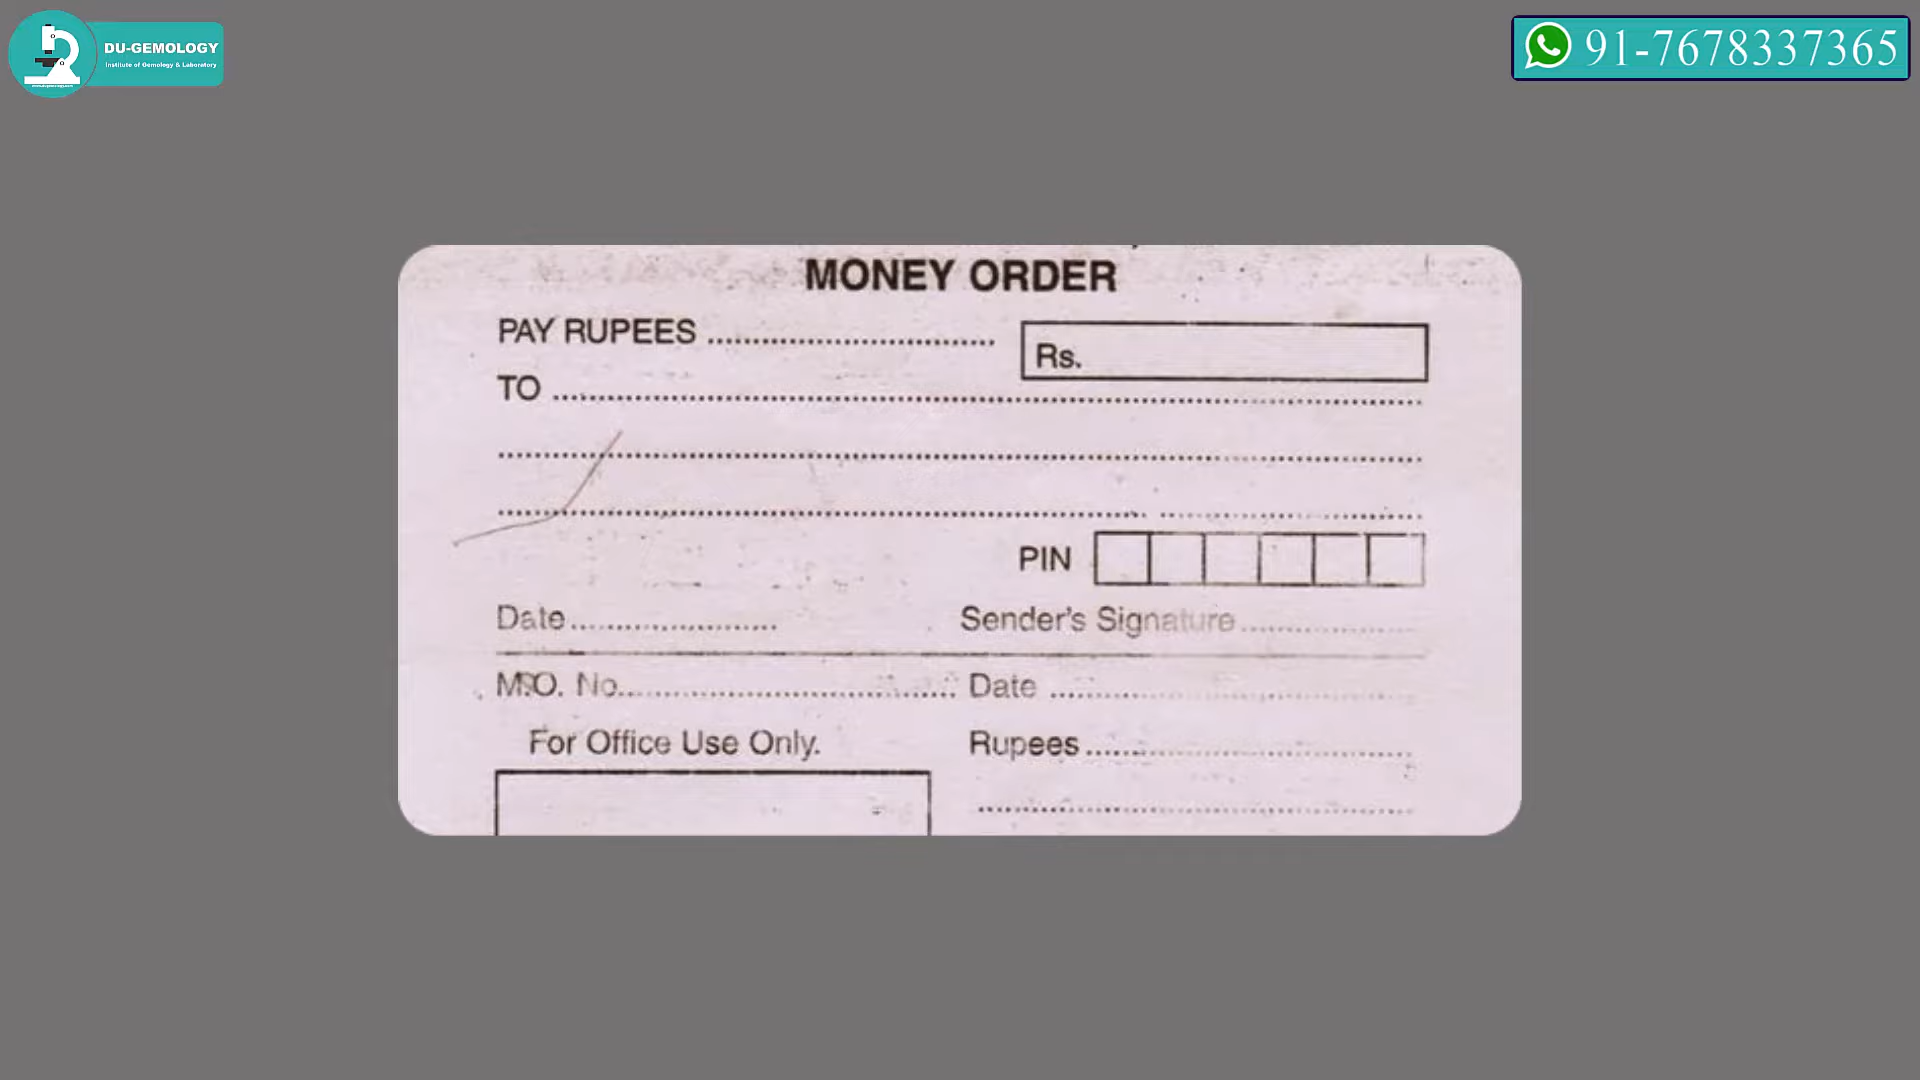 DU-GEMOLOGY
Institute of Gemology & Laboratory
91-7678337365
MONEY ORDER
PAY RUPEES ........................ Rs.
TO ........................
PIN
Date........................ Sender's Signature........................
M.O. No......................... Date ........................
For Office Use Only. Rupees........................